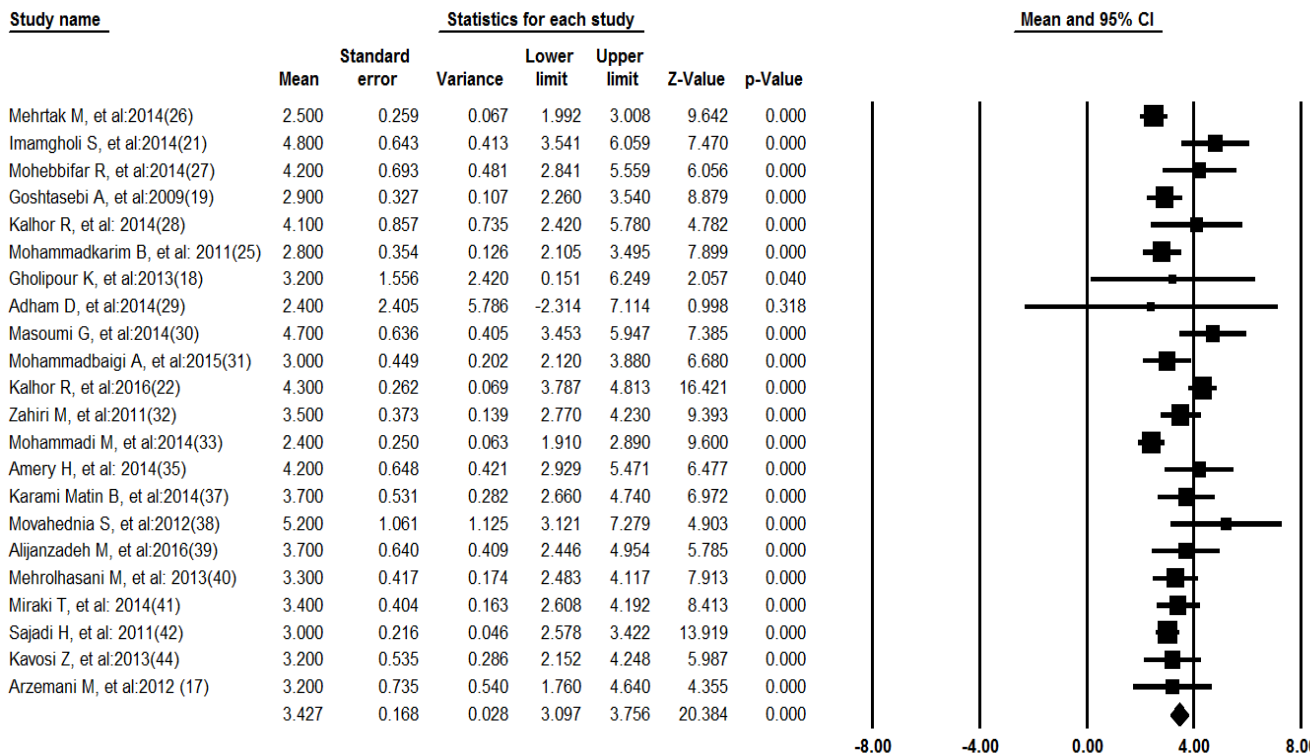 Study name Statistics for each study Mean and 95% CI
Standard Lower Upper
Mean error Variance limit limit Z-Value p-Value
Mehrtak M, et al:2014(26) 2.500 0.259 0.067 1.992 3.008 9.642 0.000
Imamgholi S, et al:2014(21) 4.800 0.643 0.413 3.541 6.059 7.470 0.000
Mohebbifar R, et al:2014(27) 4.200 0.693 0.481 2.841 5.559 6.056 0.000
Goshtasebi A, et al:2009(19) 2.900 0.327 0.107 2.260 3.540 8.879 0.000
Kalhor R, et al: 2014(28) 4.100 0.857 0.735 2.420 5.780 4.782 0.000
Mohammadkarim B, et al: 2011(25) 2.800 0.354 0.126 2.105 3.495 7.899 0.000
Gholipour K, et al:2013(18) 3.200 1.556 2.420 0.151 6.249 2.057 0.040
Adham D, et al:2014(29) 2.400 2.405 5.786 -2.314 7.114 0.998 0.318
Masoumi G, et al:2014(30) 4.700 0.636 0.405 3.453 5.947 7.385 0.000
Mohammadbaigi A, et al:2015(31) 3.000 0.449 0.202 2.120 3.880 6.680 0.000
Kalhor R, et al:2016(22) 4.300 0.262 0.069 3.787 4.813 16.421 0.000
Zahiri M, et al:2011(32) 3.500 0.373 0.139 2.770 4.230 9.393 0.000
Mohammadi M, et al:2014(33) 2.400 0.250 0.063 1.910 2.890 9.600 0.000
Amery H, et al: 2014(35) 4.200 0.648 0.421 2.929 5.471 6.477 0.000
Karami Matin B, et al:2014(37) 3.700 0.531 0.282 2.660 4.740 6.972 0.000
Movahednia S, et al:2012(38) 5.200 1.061 1.125 3.121 7.279 4.903 0.000
Alijanzadeh M, et al:2016(39) 3.700 0.640 0.409 2.446 4.954 5.785 0.000
Mehrolhasani M, et al: 2013(40) 3.300 0.417 0.174 2.483 4.117 7.913 0.000
Miraki T, et al: 2014(41) 3.400 0.404 0.163 2.608 4.192 8.413 0.000
Sajadi H, et al: 2011(42) 3.000 0.216 0.046 2.578 3.422 13.919 0.000
Kavosi Z, et al:2013(44) 3.200 0.535 0.286 2.152 4.248 5.987 0.000
Arzemani M, et al:2012 (17) 3.200 0.735 0.540 1.760 4.640 4.355 0.000
3.427 0.168 0.028 3.097 3.756 20.384 0.000
-8.00 -4.00 0.00 4.00 8.00